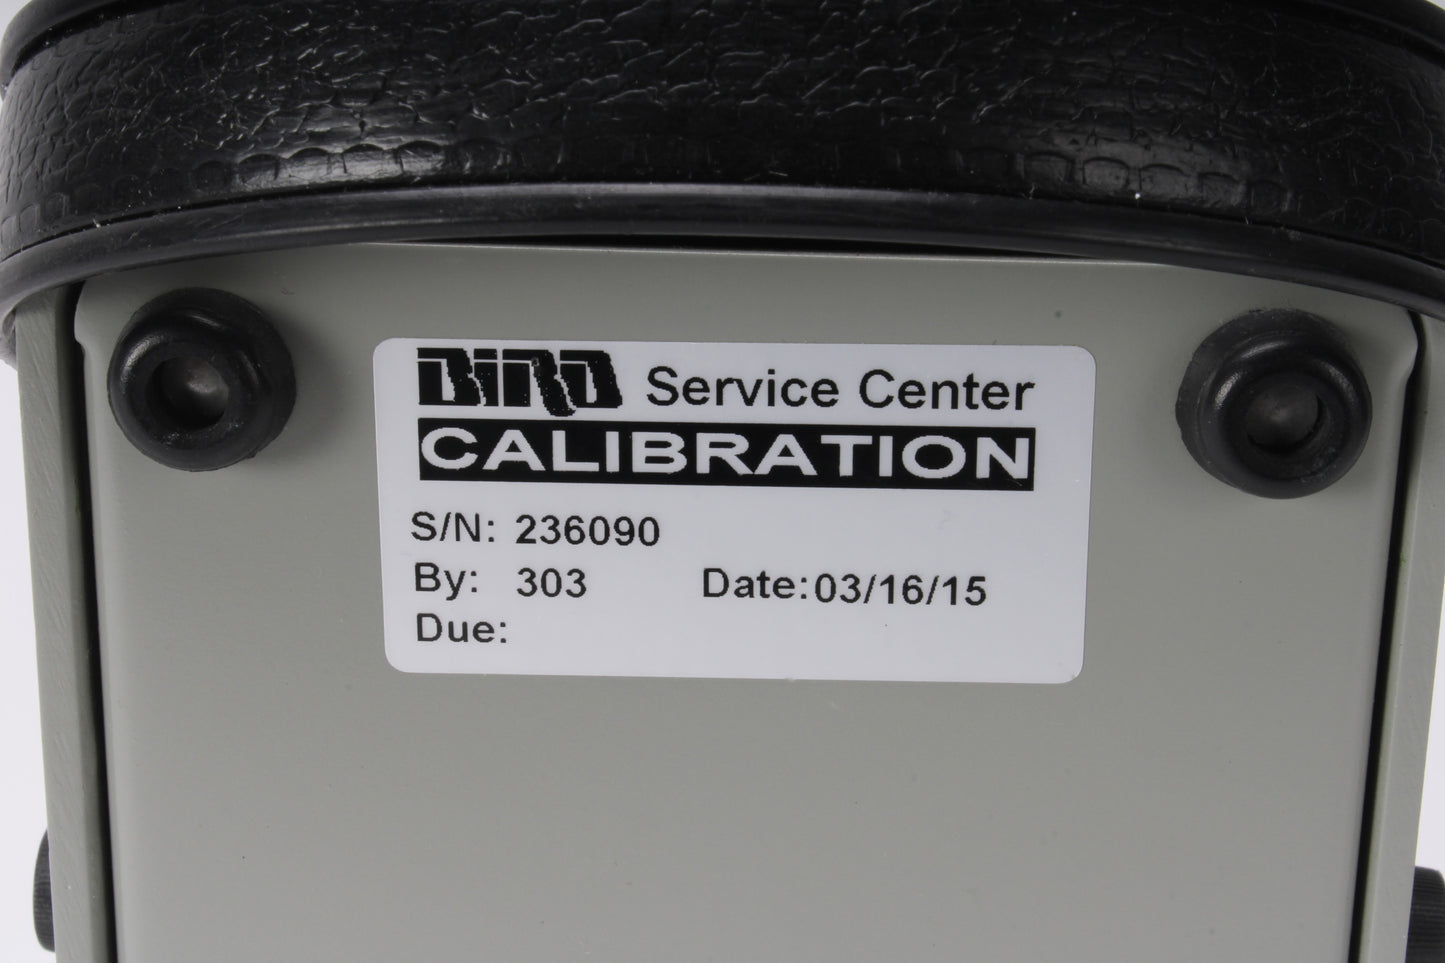 BIRD Service Center
CALIBRATION
S/N: 236090
By: 303 Date: 03/16/15
Due: